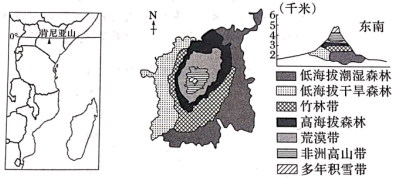 0°
肯尼亚山
N
(千米)
6
5
4
3
2
东南
低海拔潮湿森林
低海拔干旱森林
竹林带
高海拔森林
荒漠带
非洲高山带
多年积雪带